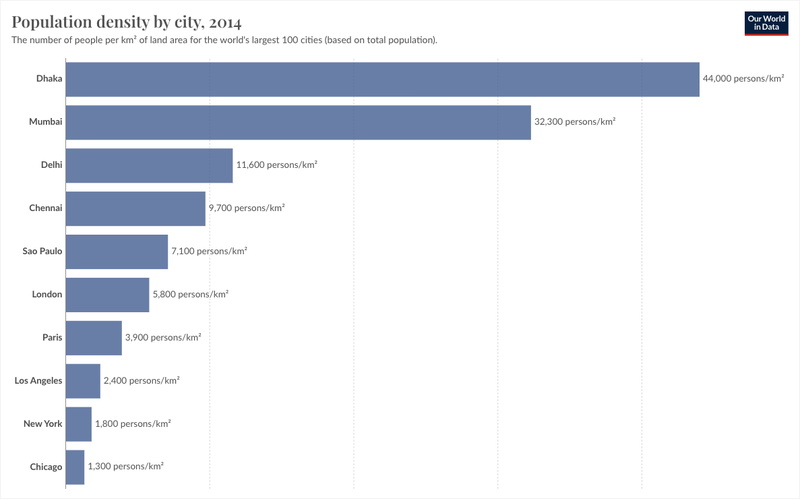 Population density by city, 2014
The number of people per km² of land area for the world's largest 100 cities (based on total population).
Our World
in Data
Dhaka 44,000 persons/km²
Mumbai 32,300 persons/km²
Delhi 11,600 persons/km²
Chennai 9,700 persons/km²
Sao Paulo 7,100 persons/km²
London 5,800 persons/km²
Paris 3,900 persons/km²
Los Angeles 2,400 persons/km²
New York 1,800 persons/km²
Chicago 1,300 persons/km²